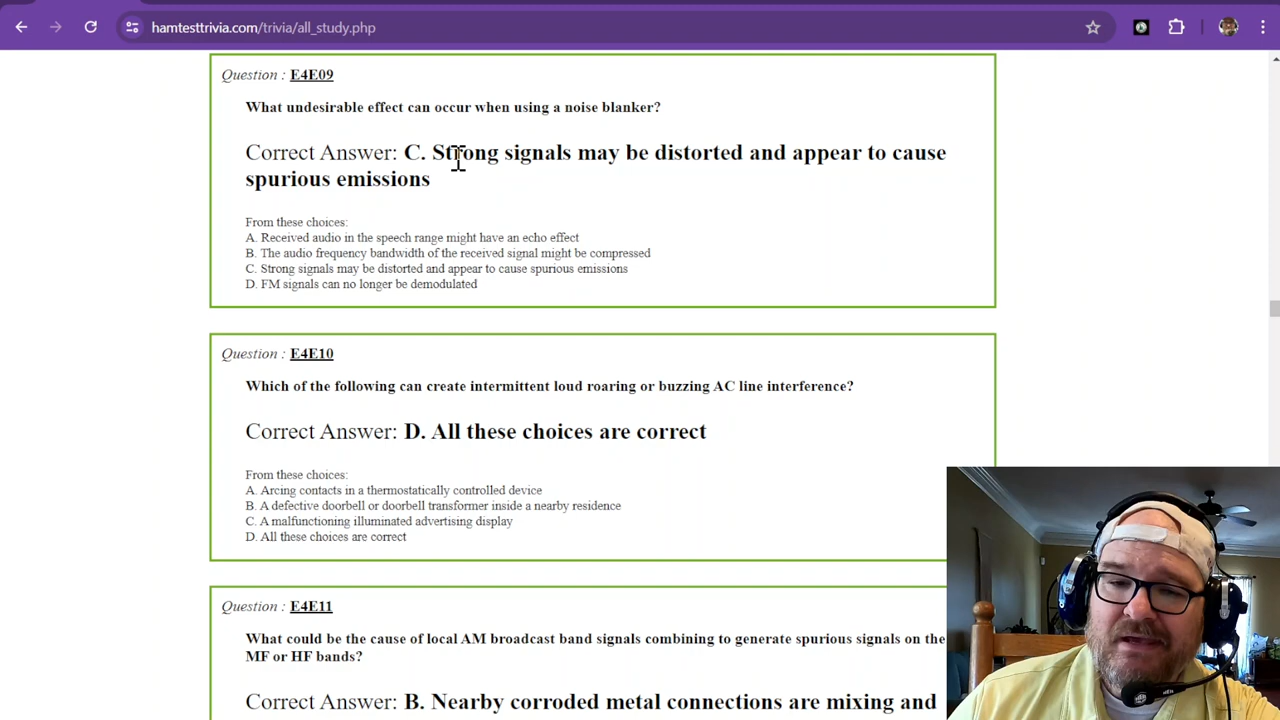 hamtesttrivia.com/trivia/all_study.php
Question : E4E09
What undesirable effect can occur when using a noise blanker?
Correct Answer: C. Strong signals may be distorted and appear to cause
spurious emissions
From these choices:
A. Received audio in the speech range might have an echo effect
B. The audio frequency bandwidth of the received signal might be compressed
C. Strong signals may be distorted and appear to cause spurious emissions
D. FM signals can no longer be demodulated
Question : E4E10
Which of the following can create intermittent loud roaring or buzzing AC line interference?
Correct Answer: D. All these choices are correct
From these choices:
A. Arcing contacts in a thermostatically controlled device
B. A defective doorbell or doorbell transformer inside a nearby residence
C. A malfunctioning illuminated advertising display
D. All these choices are correct
Question : E4E11
What could be the cause of local AM broadcast band signals combining to generate spurious signals on the
MF or HF bands?
Correct Answer: B. Nearby corroded metal connections are mixing and